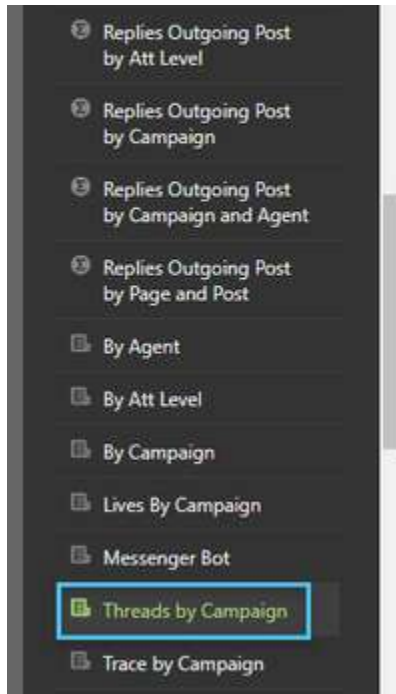 Replies Outgoing Post
by Att Level
Replies Outgoing Post
by Campaign
Replies Outgoing Post
by Campaign and Agent
Replies Outgoing Post
by Page and Post
By Agent
By Att Level
By Campaign
Lives By Campaign
Messenger Bot
Threads by Campaign
Trace by Campaign